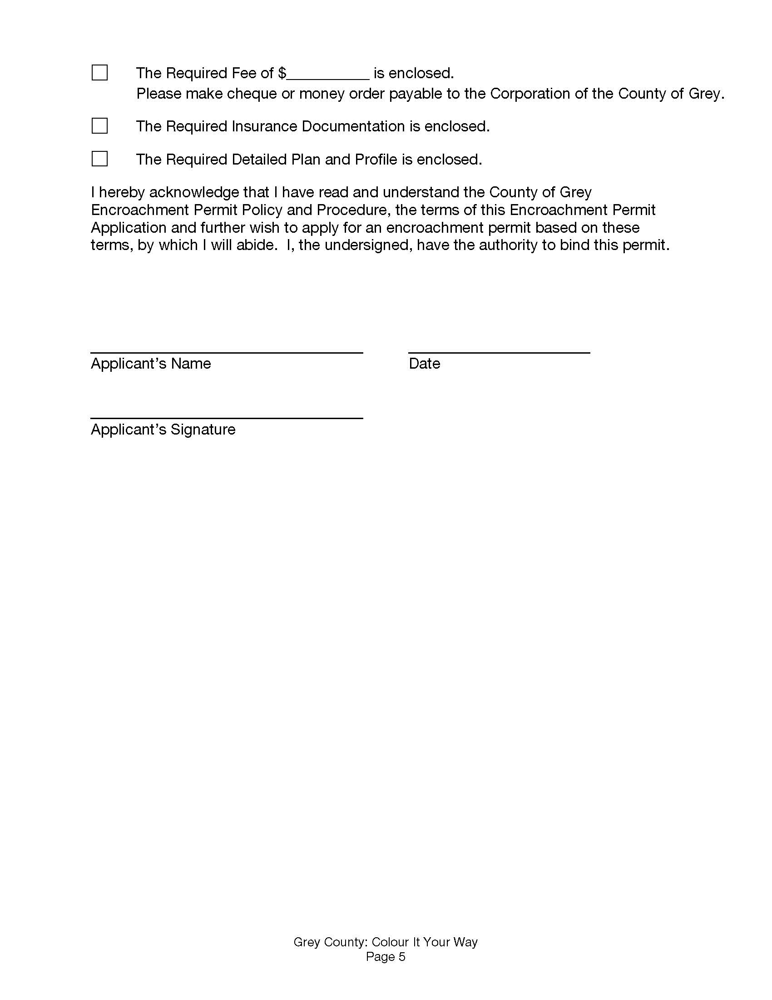 The Required Fee of $__________ is enclosed.
Please make cheque or money order payable to the Corporation of the County of Grey.
The Required Insurance Documentation is enclosed.
The Required Detailed Plan and Profile is enclosed.
I hereby acknowledge that I have read and understand the County of Grey
Encroachment Permit Policy and Procedure, the terms of this Encroachment Permit
Application and further wish to apply for an encroachment permit based on these
terms, by which I will abide.  I, the undersigned, have the authority to bind this permit.
Applicant’s Name
Date
Applicant’s Signature
Grey County: Colour It Your Way
Page 5